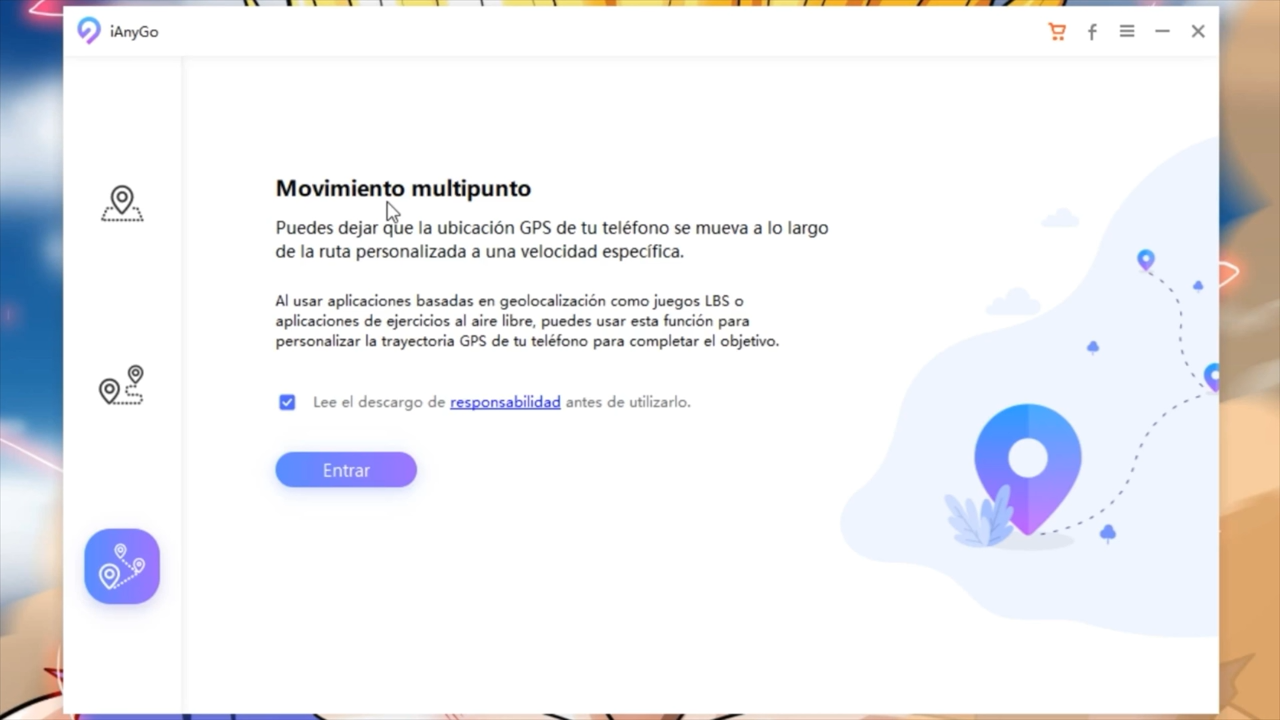 iAnyGo
Movimiento multipunto
Puedes dejar que la ubicación GPS de tu teléfono se mueva a lo largo
de la ruta personalizada a una velocidad específica.
Al usar aplicaciones basadas en geolocalización como juegos LBS o
aplicaciones de ejercicios al aire libre, puedes usar esta función para
personalizar la trayectoria GPS de tu teléfono para completar el objetivo.
Lee el descargo de responsabilidad antes de utilizarlo.
Entrar